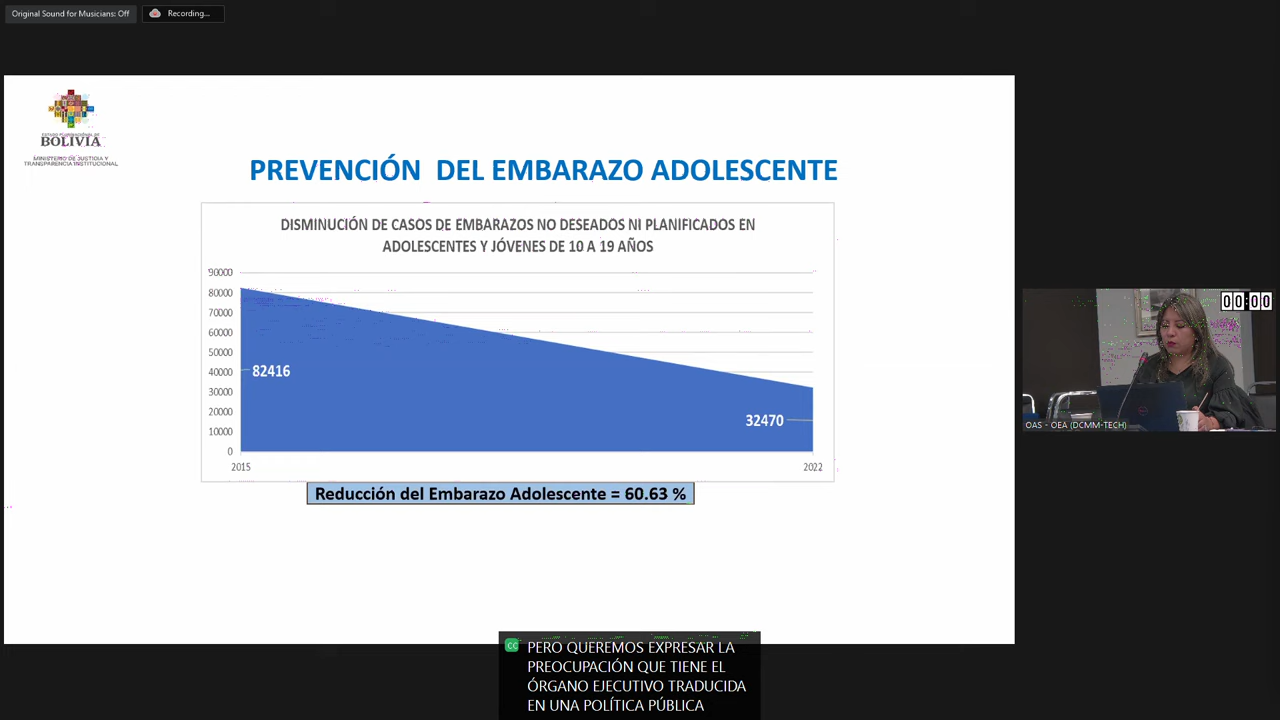 Original Sound for Musicians: Off
Recording...
ESTADO PLURINACIONAL DE
BOLIVIA
MINISTERIO DE JUSTICIA Y
TRANSPARENCIA INSTITUCIONAL
PREVENCIÓN DEL EMBARAZO ADOLESCENTE
DISMINUCIÓN DE CASOS DE EMBARAZOS NO DESEADOS NI PLANIFICADOS EN
ADOLESCENTES Y JÓVENES DE 10 A 19 AÑOS
90000
80000
70000
60000
50000
40000
30000
20000
10000
0
82416
32470
2015
2022
Reducción del Embarazo Adolescente = 60.63 %
00:00
OAS - OEA (DCMM-TECH)
CC
PERO QUEREMOS EXPRESAR LA
PREOCUPACIÓN QUE TIENE EL
ÓRGANO EJECUTIVO TRADUCIDA
EN UNA POLÍTICA PÚBLICA